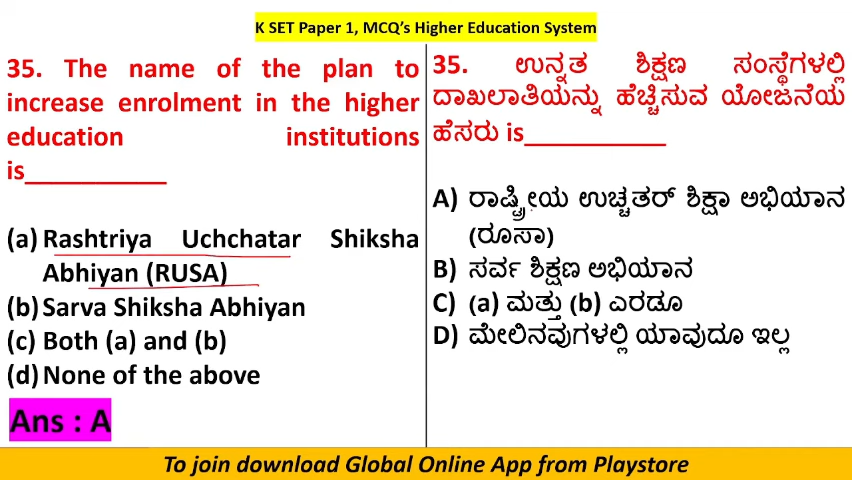 K SET Paper 1, MCQ's Higher Education System
35. The name of the plan to
increase enrolment in the higher
education institutions
is___________
(a) Rashtriya Uchchatar Shiksha
Abhiyan (RUSA)
(b) Sarva Shiksha Abhiyan
(c) Both (a) and (b)
(d) None of the above
Ans : A
35. ಉನ್ನತ ಶಿಕ್ಷಣ ಸಂಸ್ಥೆಗಳಲ್ಲಿ
ದಾಖಲಾತಿಯನ್ನು ಹೆಚ್ಚಿಸುವ ಯೋಜನೆಯ
ಹೆಸರು is___________
A) ರಾಷ್ಟ್ರೀಯ ಉಚ್ಚತರ್ ಶಿಕ್ಷಾ ಅಭಿಯಾನ
(ರೂಸಾ)
B) ಸರ್ವ ಶಿಕ್ಷಣ ಅಭಿಯಾನ
C) (a) ಮತ್ತು (b) ಎರಡೂ
D) ಮೇಲಿನವುಗಳಲ್ಲಿ ಯಾವುದೂ ಇಲ್ಲ
To join download Global Online App from Playstore